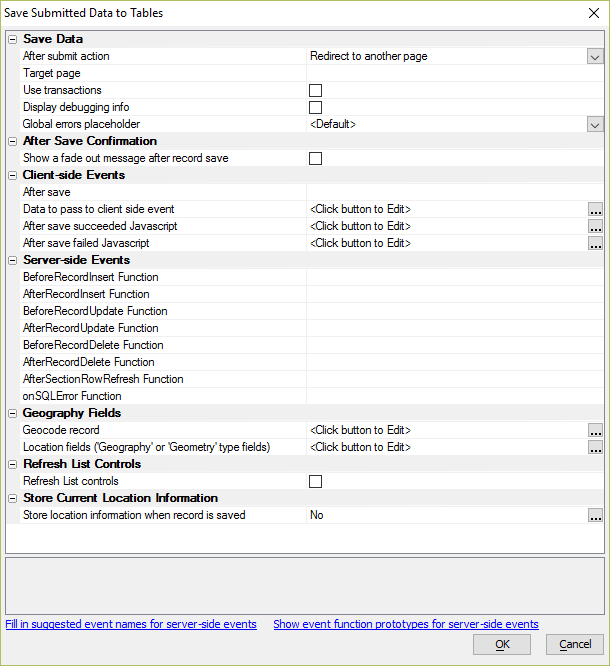 Save Submitted Data to Tables
Save Data
After submit action Redirect to another page
Target page
Use transactions
Display debugging info
Global errors placeholder <Default>
After Save Confirmation
Show a fade out message after record save
Client-side Events
After save
Data to pass to client side event <Click button to Edit> ...
After save succeeded Javascript <Click button to Edit> ...
After save failed Javascript <Click button to Edit> ...
Server-side Events
BeforeRecordInsert Function
AfterRecordInsert Function
BeforeRecordUpdate Function
AfterRecordUpdate Function
BeforeRecordDelete Function
AfterRecordDelete Function
AfterSectionRowRefresh Function
onSQLError Function
Geography Fields
Geocode record <Click button to Edit> ...
Location fields ('Geography' or 'Geometry' type fields) <Click button to Edit> ...
Refresh List Controls
Refresh List controls
Store Current Location Information
Store location information when record is saved No ...
Fill in suggested event names for server-side events Show event function prototypes for server-side events
OK Cancel